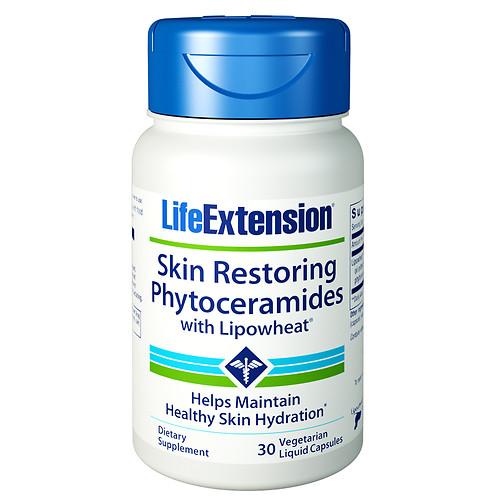 LifeExtension®
Skin Restoring
Phytoceramides
with Lipowheat®
Helps Maintain
Healthy Skin Hydration*
Dietary
Supplement
30 Vegetarian
Liquid Capsules